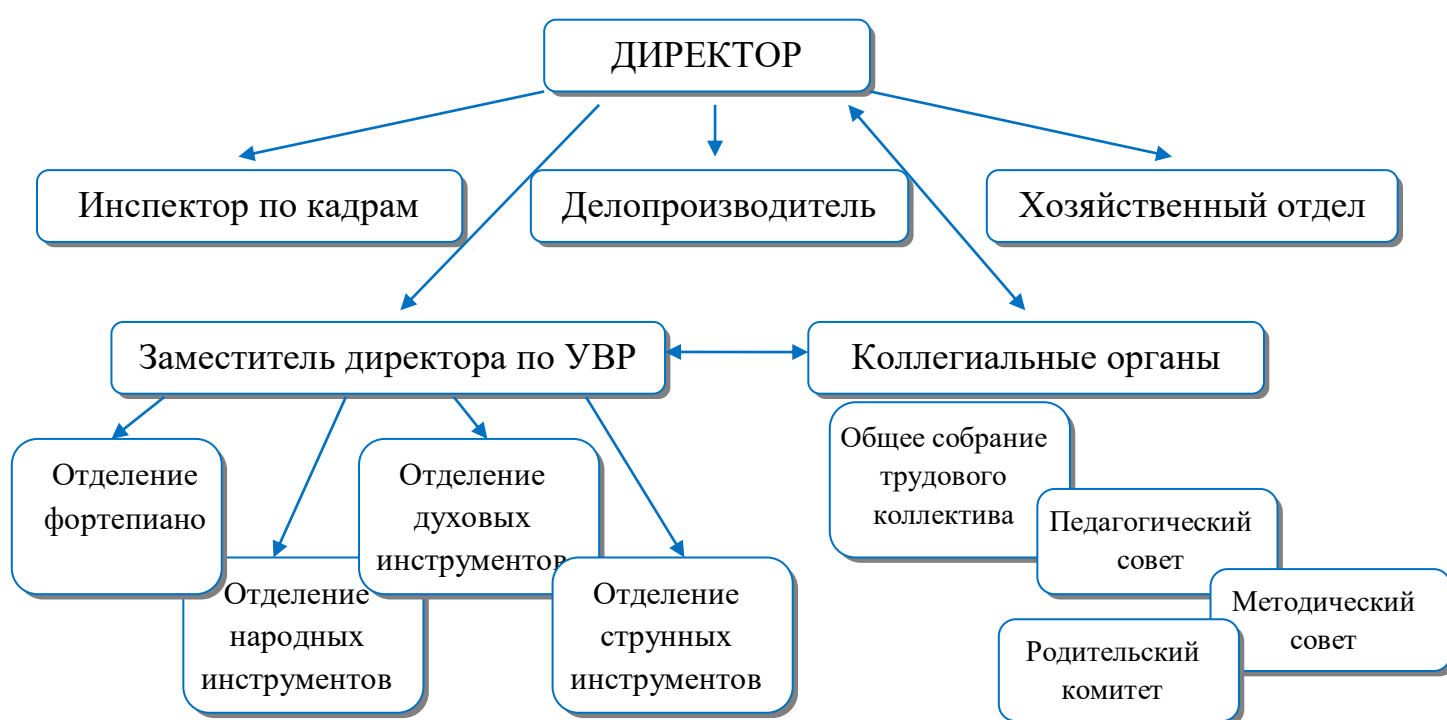 ДИРЕКТОР
Инспектор по кадрам
Делопроизводитель
Хозяйственный отдел
Заместитель директора по УВР
Коллегиальные органы
Отделение
фортепиано
Отделение
народных
инструментов
Отделение
духовых
инструментов
Отделение
струнных
инструментов
Общее собрание
трудового
коллектива
Педагогический
совет
Методический
совет
Родительский
комитет